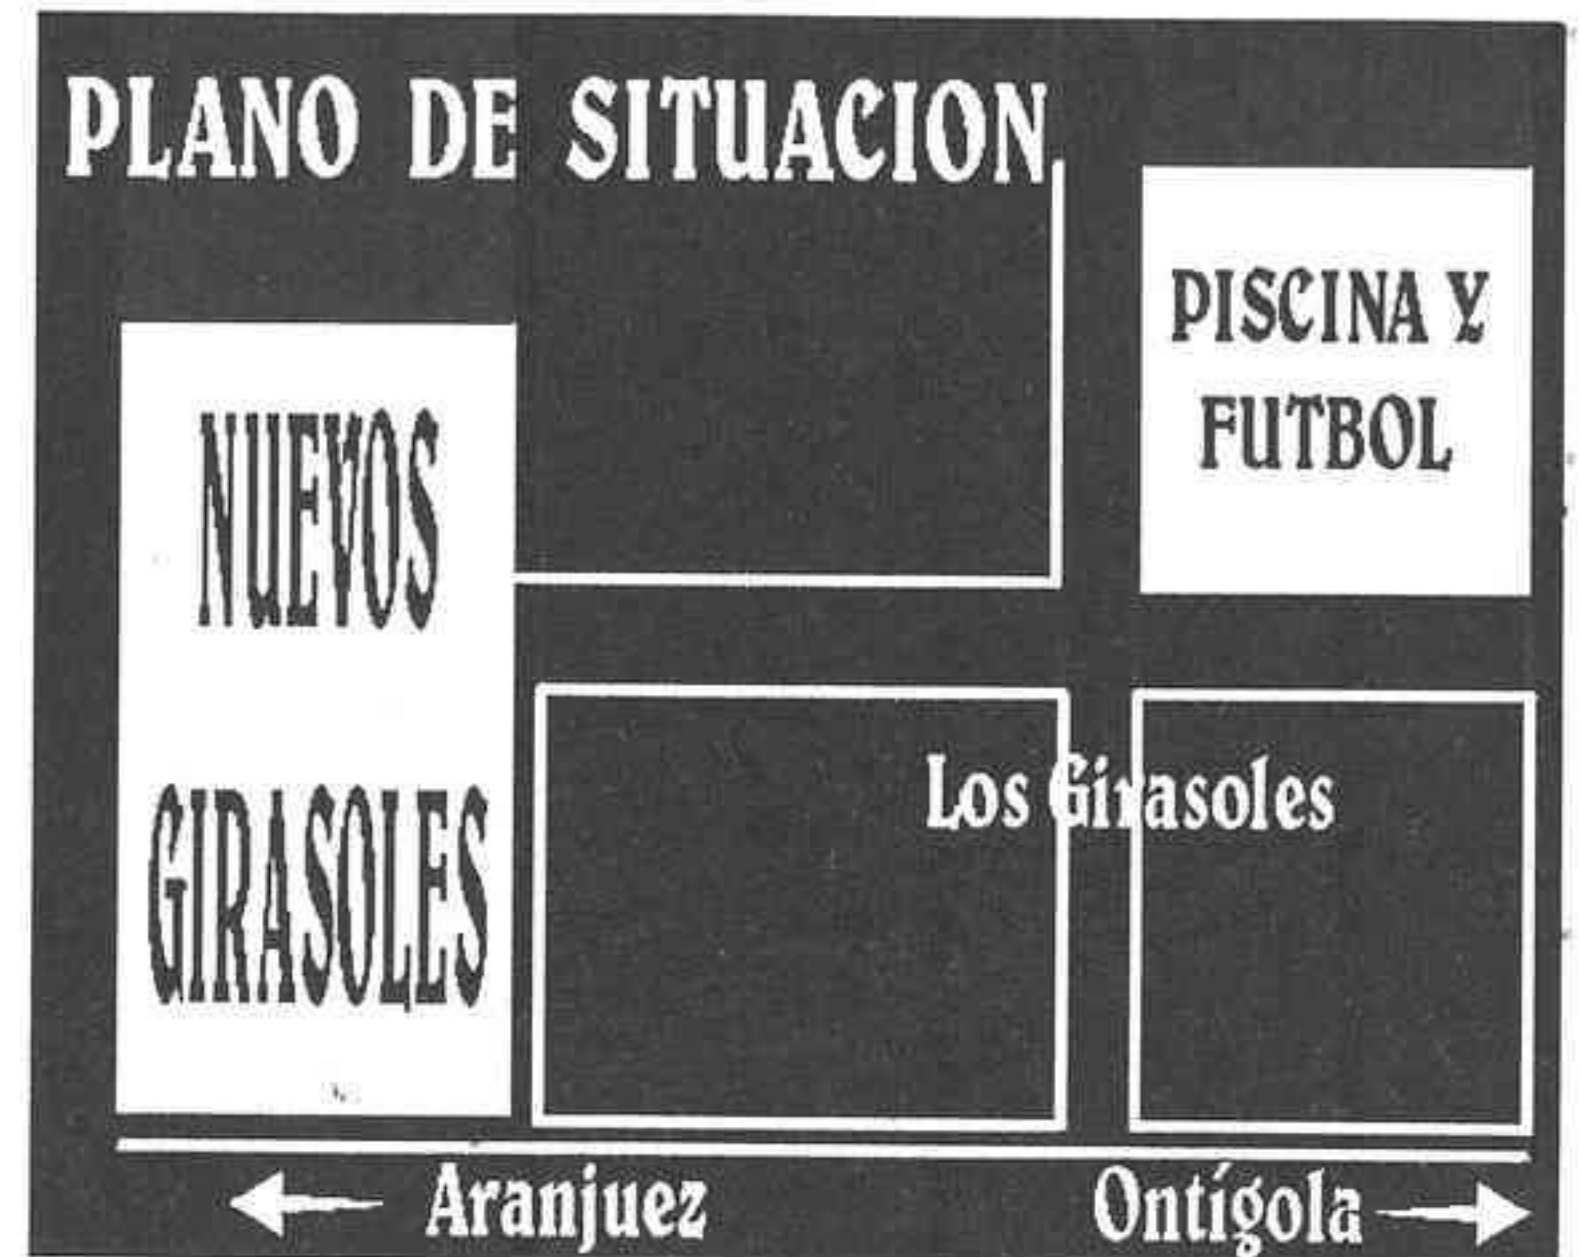 PLANO DE SITUACION
PISCINA Y
FUTBOL
NUEVOS
GIRASOLES
Los Girasoles
Aranjuez
Ontígola